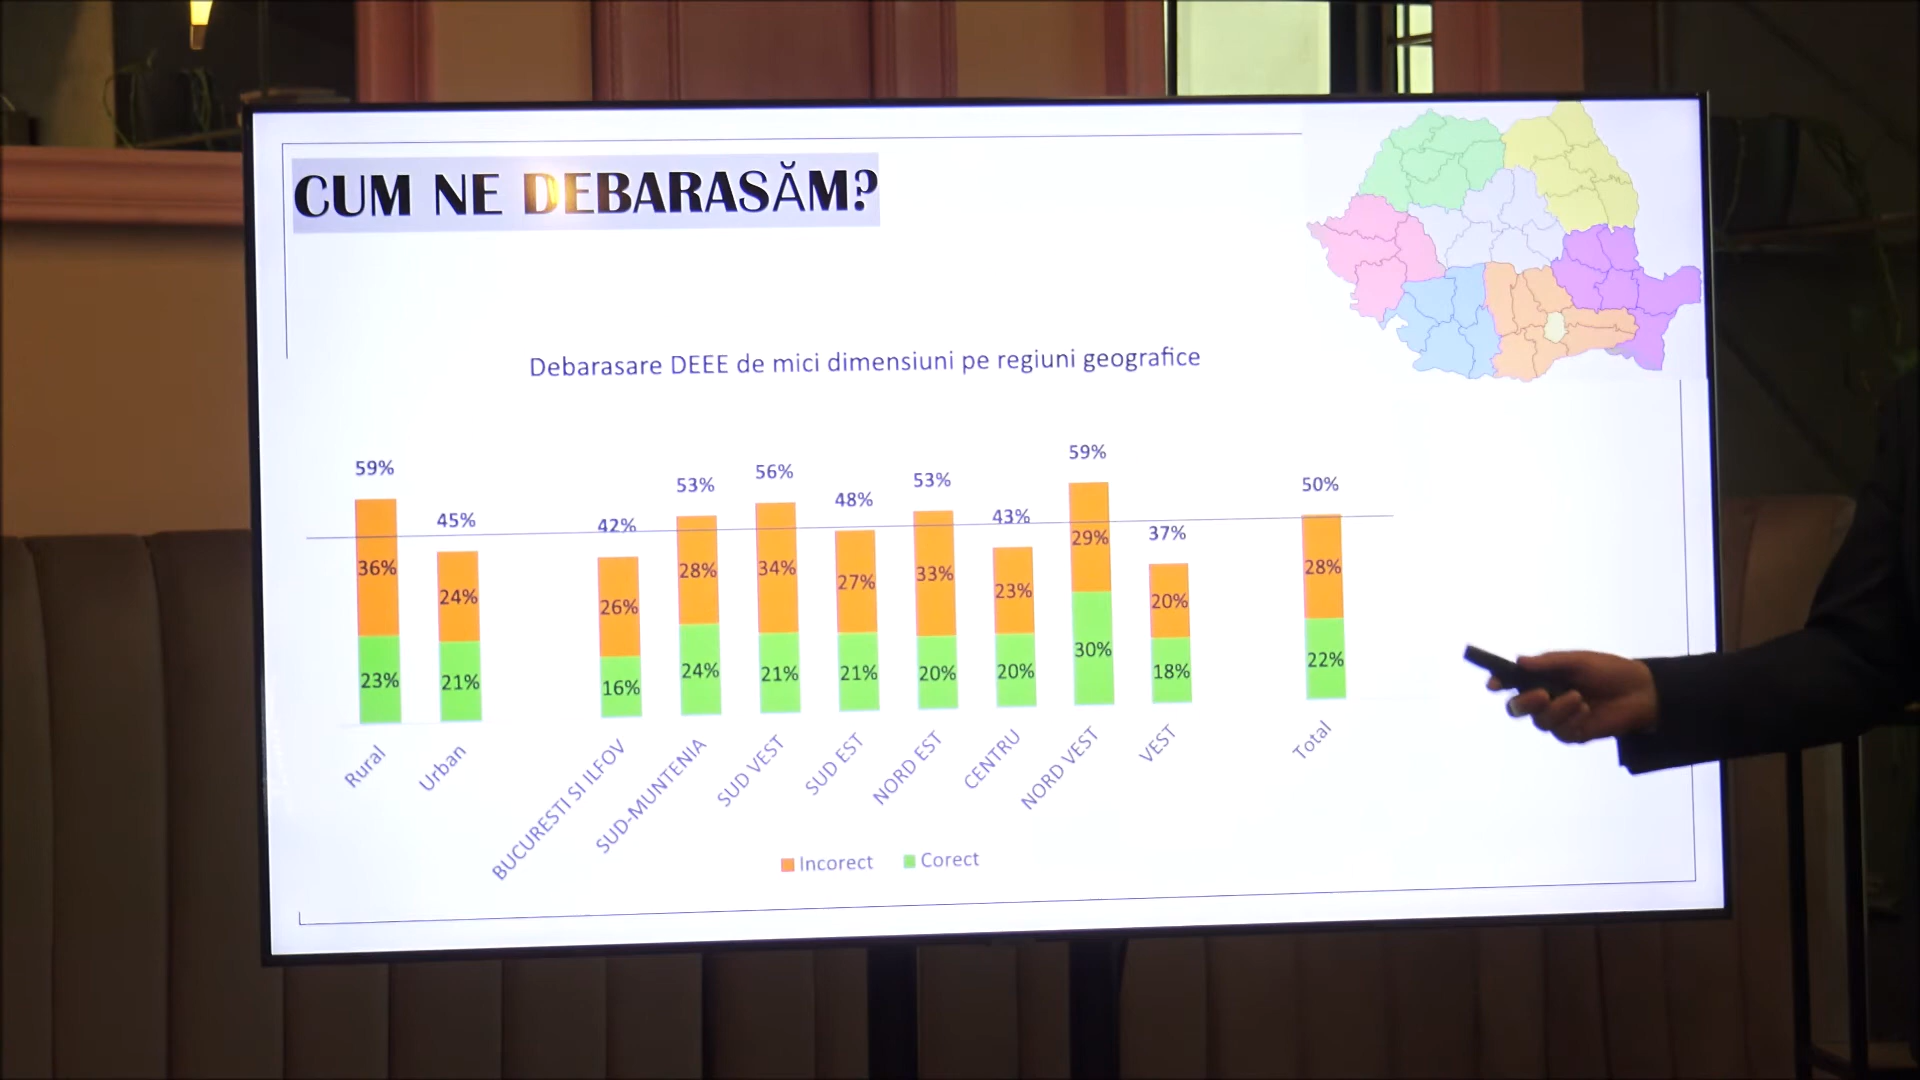 CUM NE DEBARASĂM?
Debarasare DEEE de mici dimensiuni pe regiuni geografice
59% 45% 42% 53% 56% 48% 53% 43% 59% 37% 50%
36% 24% 26% 28% 34% 27% 33% 23% 29% 20% 28%
23% 21% 16% 24% 21% 21% 20% 20% 30% 18% 22%
Rural
Urban
BUCURESTI SI ILFOV
SUD-MUNTENIA
SUD VEST
SUD EST
NORD EST
CENTRU
NORD VEST
VEST
Total
Incorect Corect